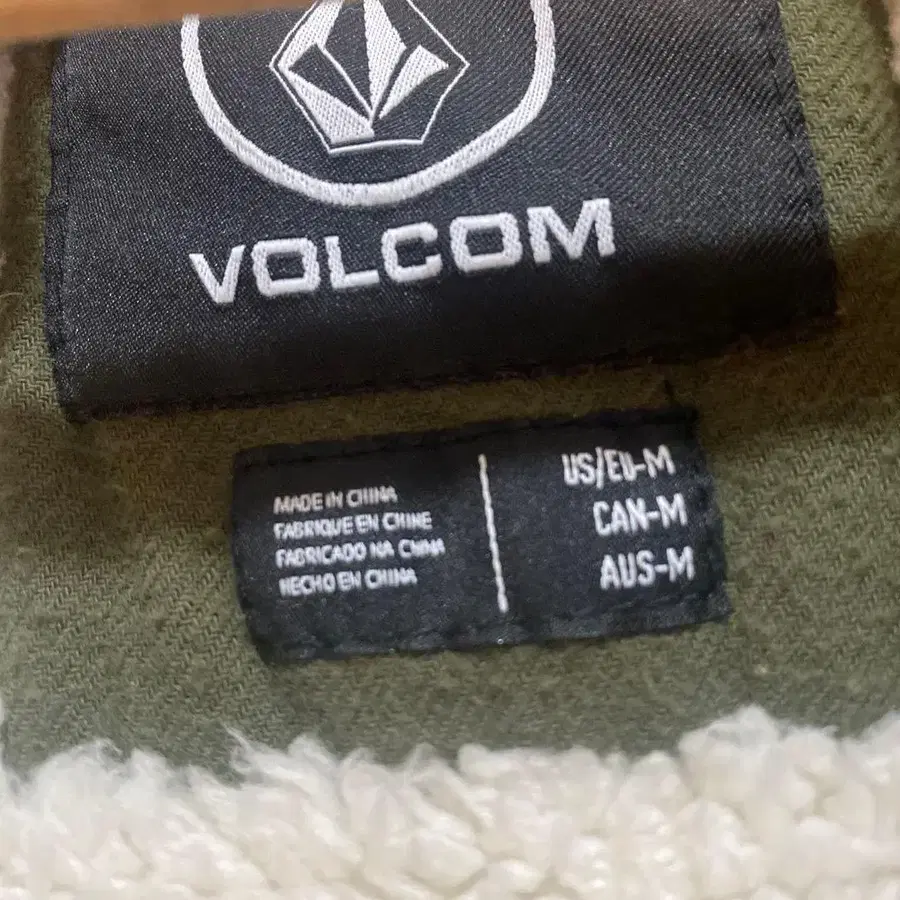 VOLCOM
MADE IN CHINA
FABRIQUE EN CHINE
FABRICADO NA CHINA
HECHO EN CHINA
US/EU-M
CAN-M
AUS-M